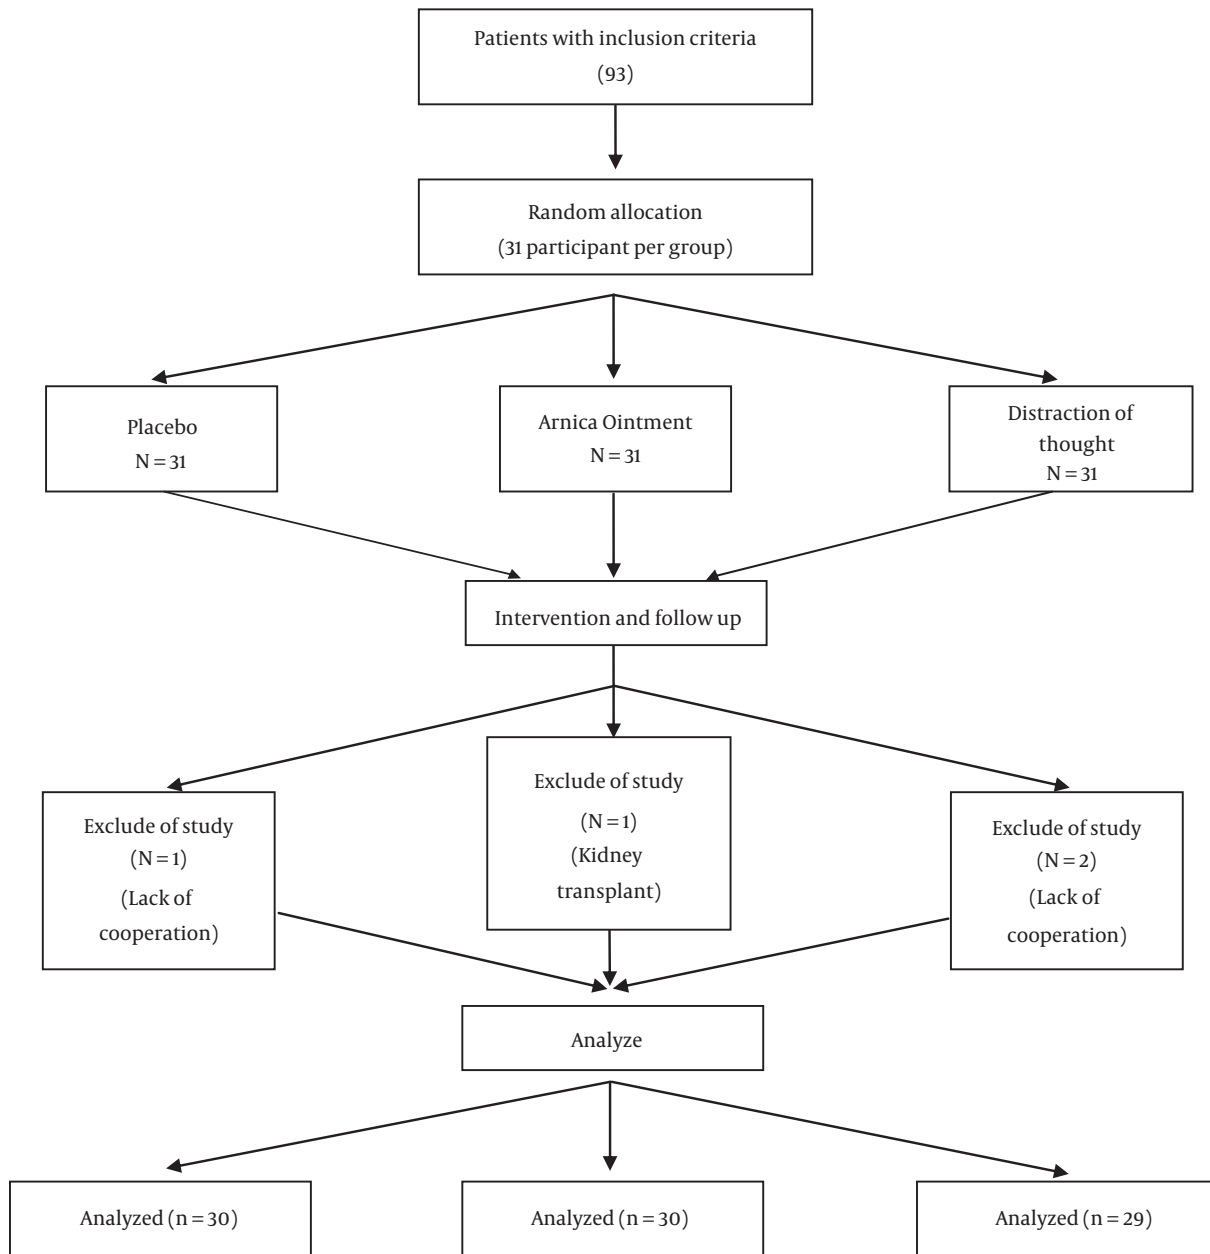 Patients with inclusion criteria
(93)
Random allocation
(31 participant per group)
Placebo
N = 31
Arnica Ointment
N = 31
Distraction of
thought
N = 31
Intervention and follow up
Exclude of study
(N = 1)
(Lack of
cooperation)
Exclude of study
(N = 1)
(Kidney
transplant)
Exclude of study
(N = 2)
(Lack of
cooperation)
Analyze
Analyzed (n = 30)
Analyzed (n = 30)
Analyzed (n = 29)